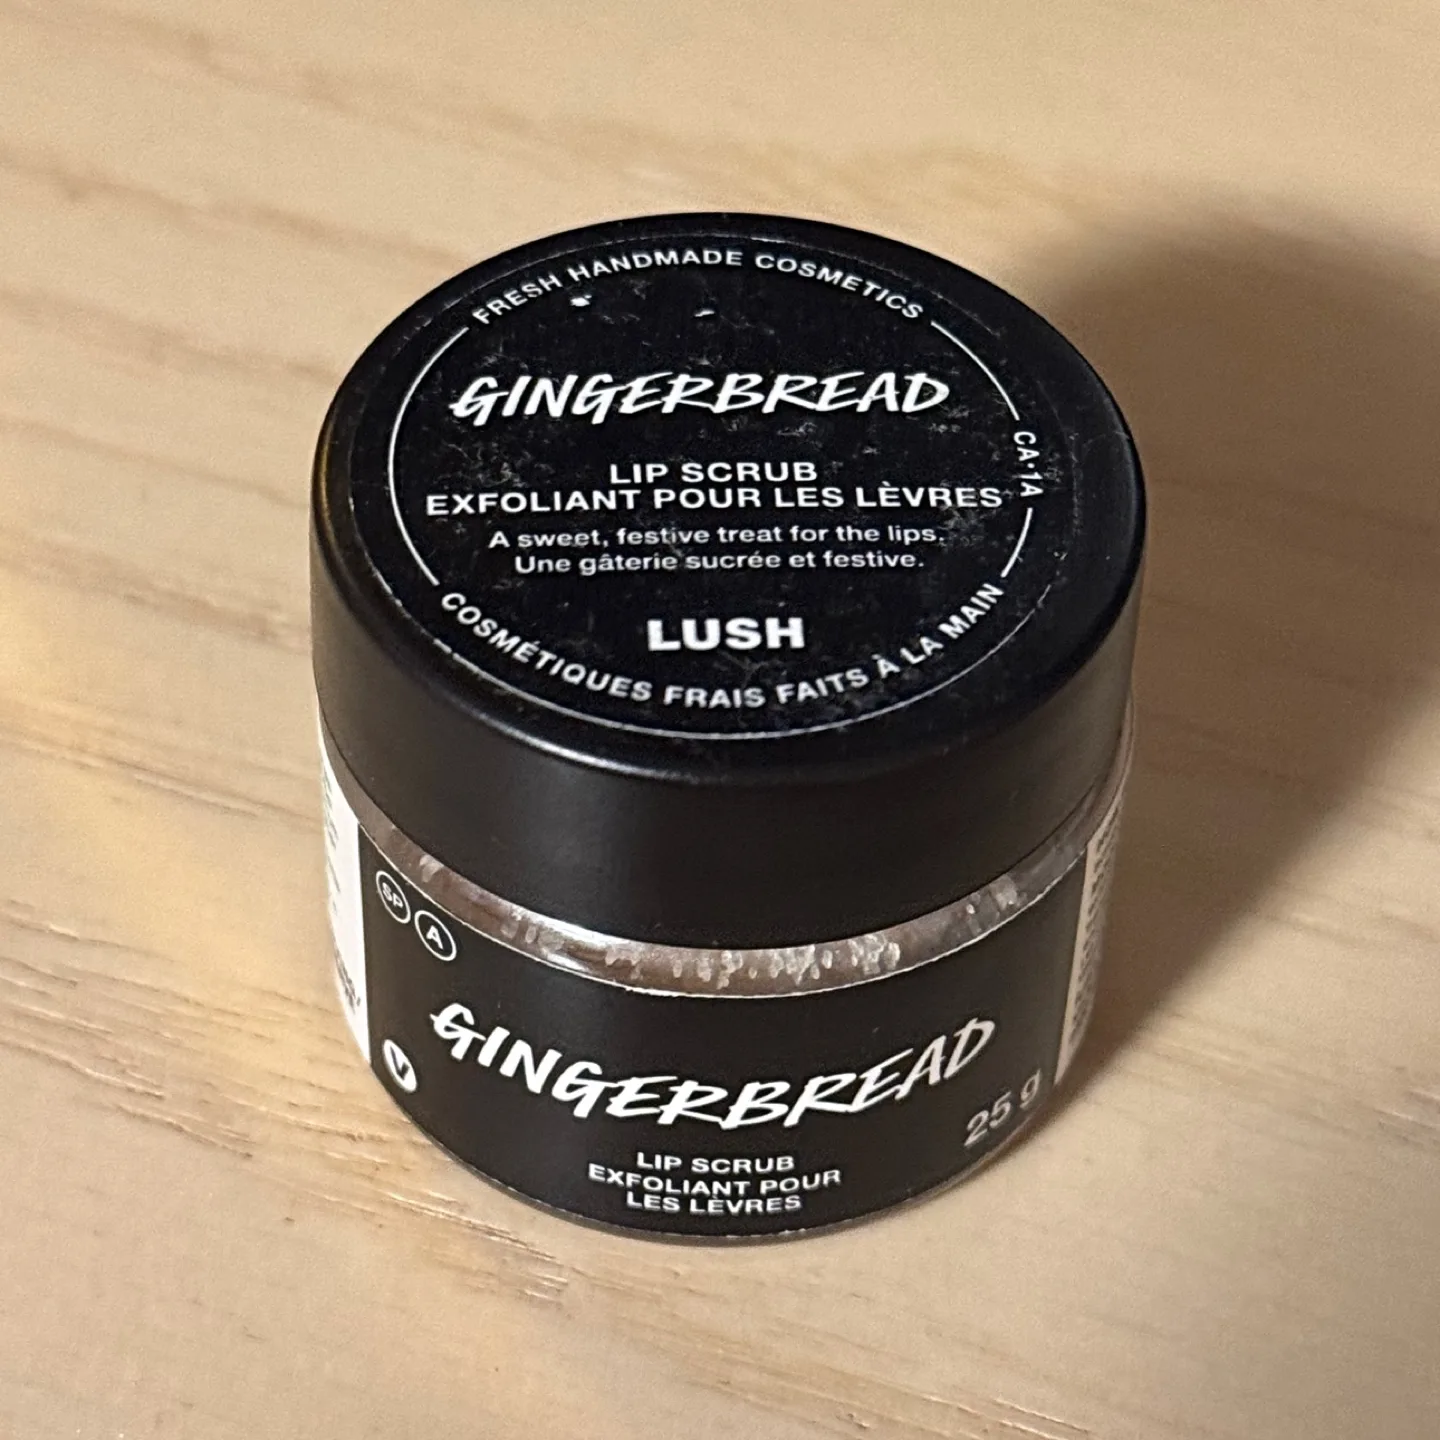 FRESH HANDMADE COSMETICS
GINGERBREAD
CA·1A
LIP SCRUB
EXFOLIANT POUR LES LÈVRES
A sweet, festive treat for the lips.
Une gâterie sucrée et festive.
LUSH
COSMÉTIQUES FRAIS FAITS À LA MAIN
SP
A
V
GINGERBREAD
25 g
LIP SCRUB
EXFOLIANT POUR
LES LÈVRES